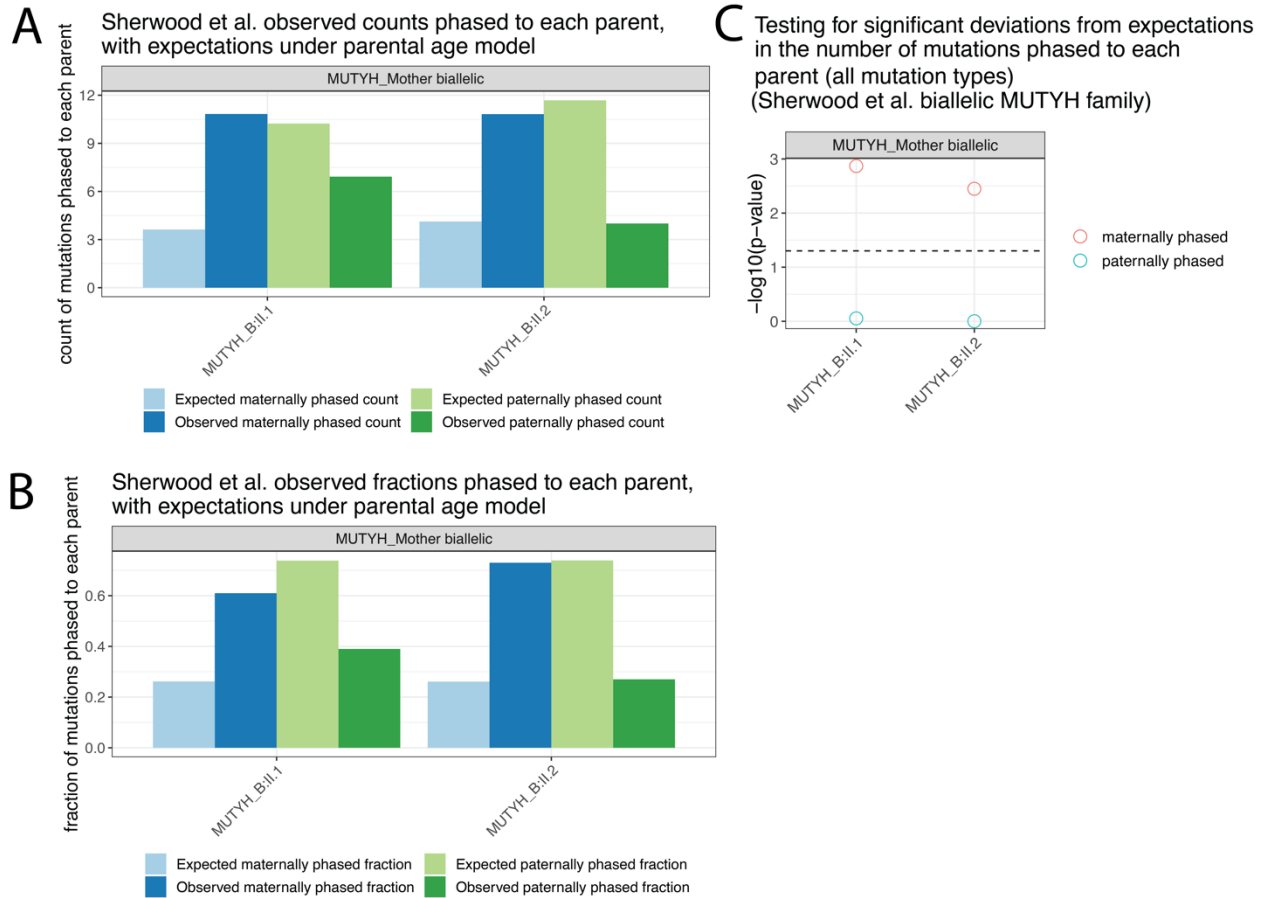 A
Sherwood et al. observed counts phased to each parent,
with expectations under parental age model
MUTYH_Mother biallelic
count of mutations phased to each parent
12
9
6
3
0
MUTYH_B:II.1
MUTYH_B:II.2
Expected maternally phased count
Expected paternally phased count
Observed maternally phased count
Observed paternally phased count
B
Sherwood et al. observed fractions phased to each parent,
with expectations under parental age model
MUTYH_Mother biallelic
fraction of mutations phased to each parent
0.6
0.4
0.2
0.0
MUTYH_B:II.1
MUTYH_B:II.2
Expected maternally phased fraction
Expected paternally phased fraction
Observed maternally phased fraction
Observed paternally phased fraction
C
Testing for significant deviations from expectations
in the number of mutations phased to each
parent (all mutation types)
(Sherwood et al. biallelic MUTYH family)
MUTYH_Mother biallelic
−log10(p−value)
3
2
1
0
MUTYH_B:II.1
MUTYH_B:II.2
maternally phased
paternally phased